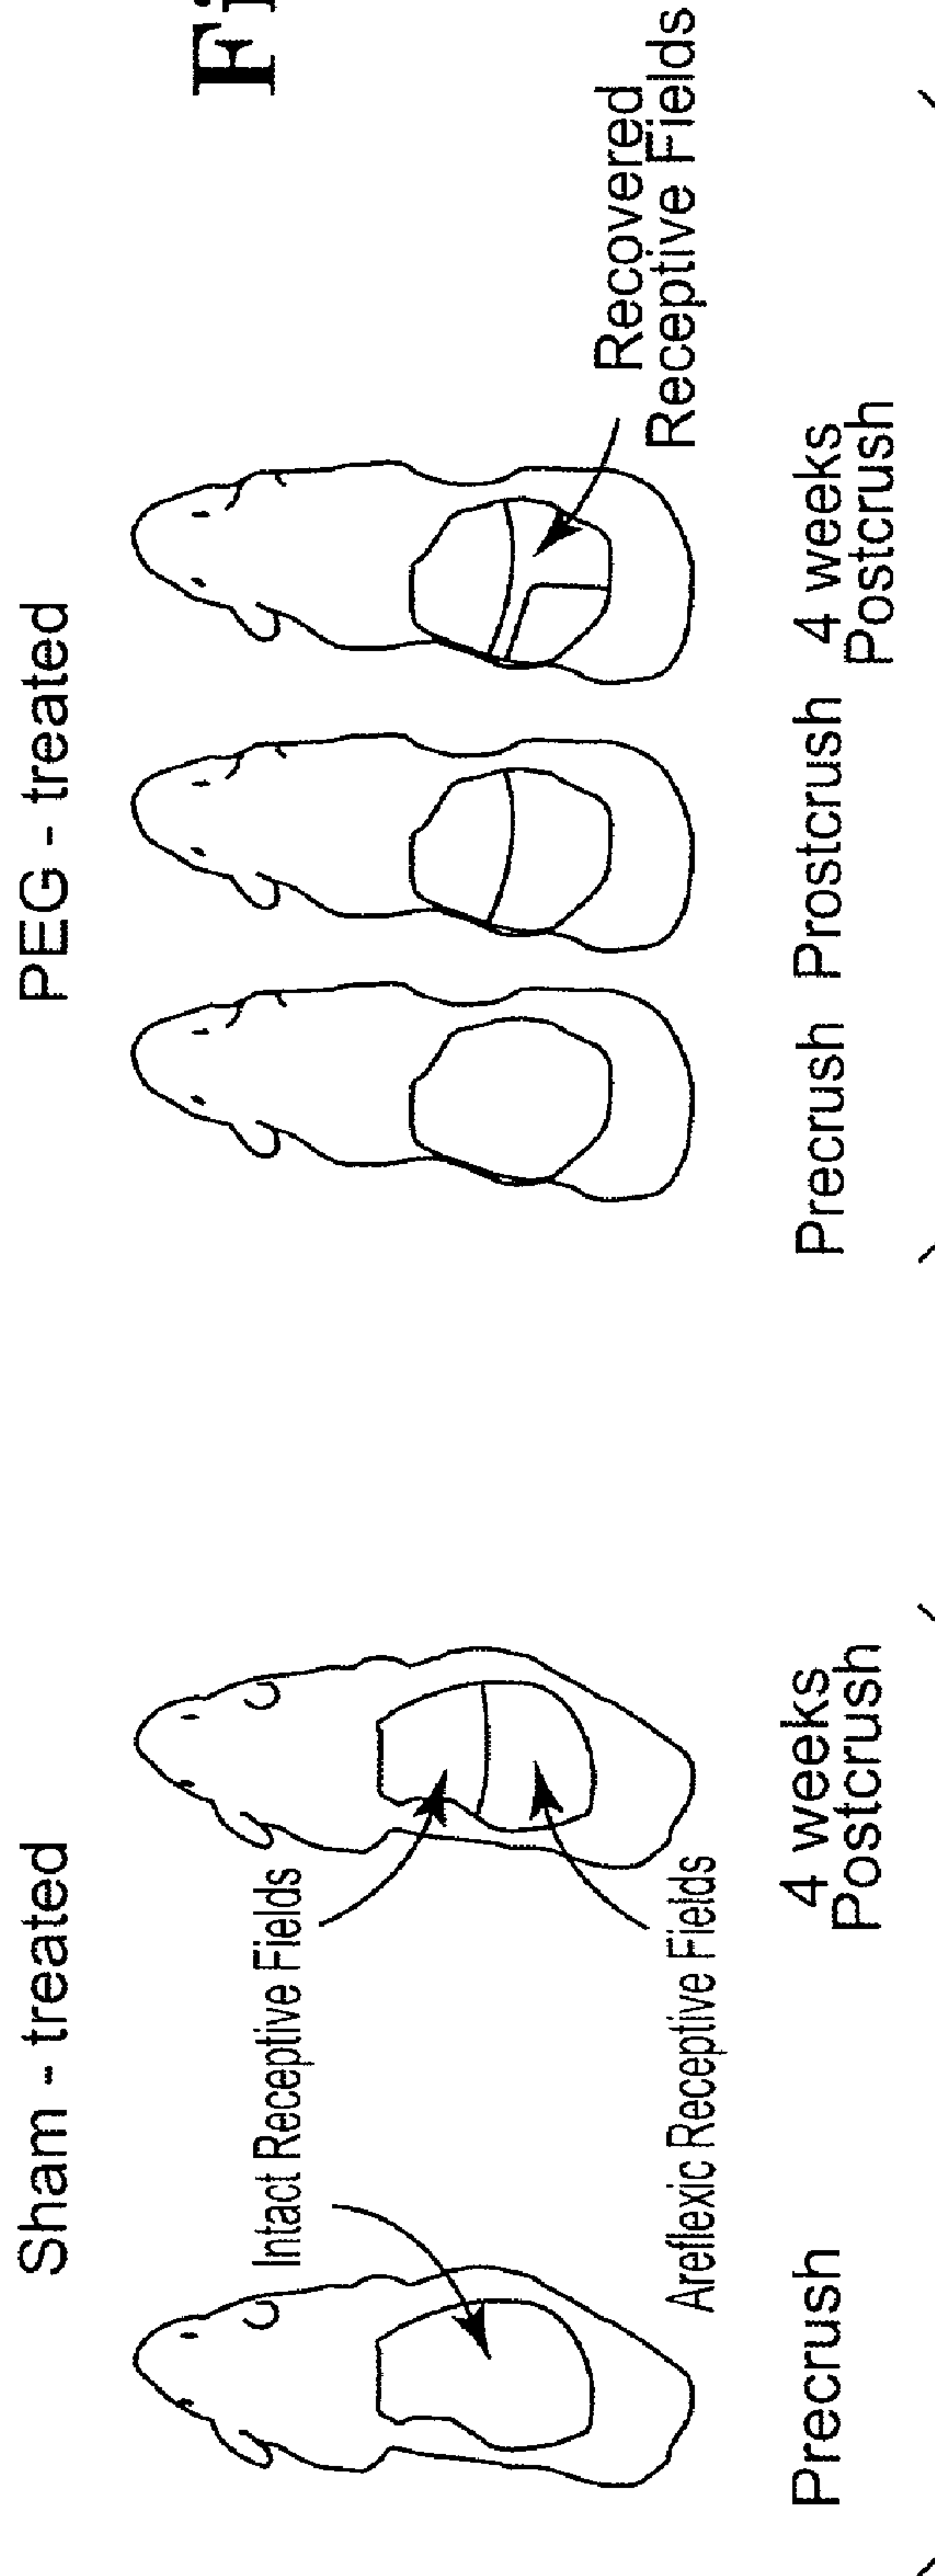 Sham - treated
PEG - treated
Fi
Intact Receptive Fields
Areflexic Receptive Fields
Recovered
Receptive Fields
Precrush
4 weeks
Postcrush
Precrush
Prostcrush
4 weeks
Postcrush